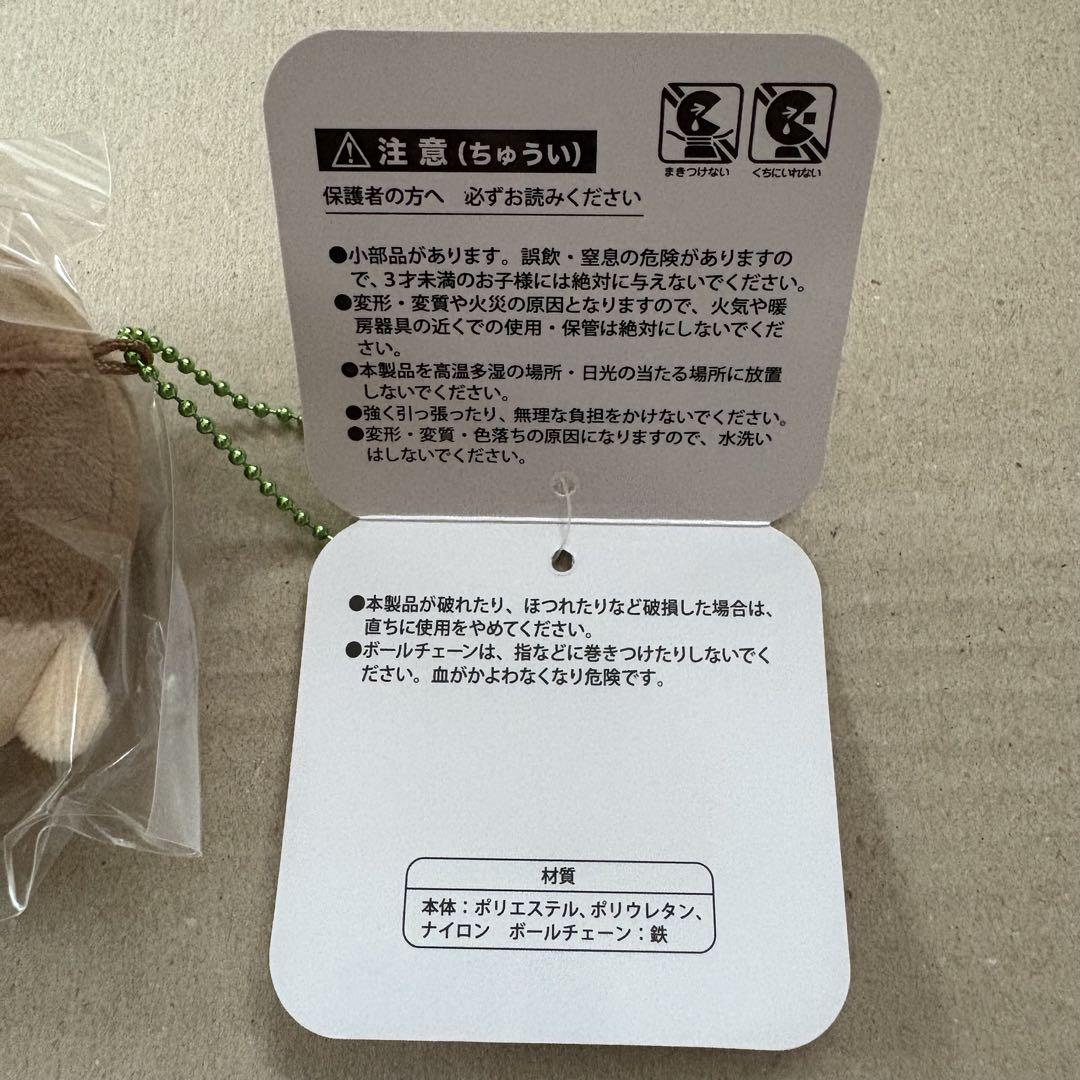 注意(ちゅうい)
まきつけない
くちにいれない
保護者の方へ 必ずお読みください
●小部品があります。誤飲・窒息の危険がありますの
で、3才未満のお子様には絶対に与えないでください。
●変形・変質や火災の原因となりますので、火気や暖
房器具の近くでの使用・保管は絶対にしないでくだ
さい。
●本製品を高温多湿の場所・日光の当たる場所に放置
しないでください。
●強く引っ張ったり、無理な負担をかけないでください。
●変形・変質・色落ちの原因になりますので、水洗い
はしないでください。
●本製品が破れたり、ほつれたりなど破損した場合は、
直ちに使用をやめてください。
●ボールチェーンは、指などに巻きつけたりしないでく
ださい。血がかよわなくなり危険です。
材質
本体：ポリエステル、ポリウレタン、
ナイロン ボールチェーン：鉄